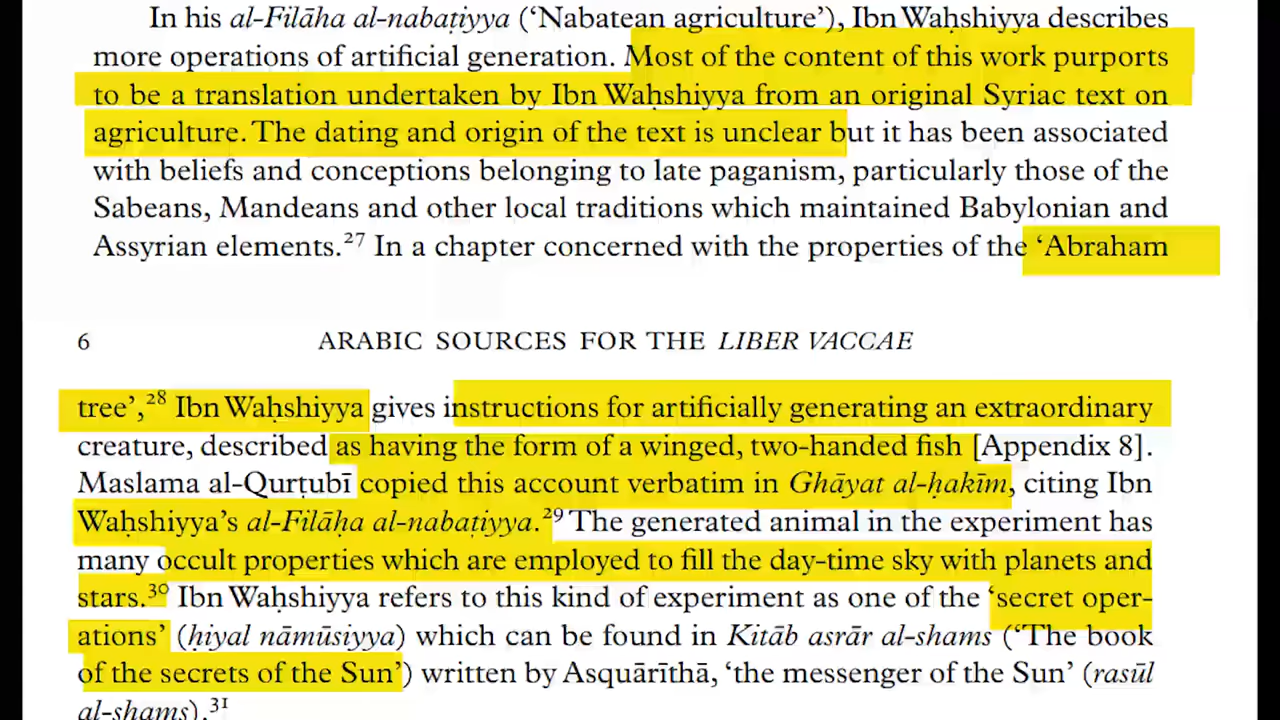 In his al-Filāha al-nabaṭiyya (‘Nabatean agriculture’), Ibn Waḥshiyya describes
more operations of artificial generation. Most of the content of this work purports
to be a translation undertaken by Ibn Waḥshiyya from an original Syriac text on
agriculture. The dating and origin of the text is unclear but it has been associated
with beliefs and conceptions belonging to late paganism, particularly those of the
Sabeans, Mandeans and other local traditions which maintained Babylonian and
Assyrian elements.²⁷ In a chapter concerned with the properties of the ‘Abraham
6 ARABIC SOURCES FOR THE LIBER VACCAE
tree’,²⁸ Ibn Waḥshiyya gives instructions for artificially generating an extraordinary
creature, described as having the form of a winged, two-handed fish [Appendix 8].
Maslama al-Qurṭubī copied this account verbatim in Ghāyat al-ḥakīm, citing Ibn
Waḥshiyya’s al-Filāḥa al-nabaṭiyya.²⁹ The generated animal in the experiment has
many occult properties which are employed to fill the day-time sky with planets and
stars.³⁰ Ibn Waḥshiyya refers to this kind of experiment as one of the ‘secret oper-
ations’ (ḥiyal nāmūsiyya) which can be found in Kitāb asrār al-shams (‘The book
of the secrets of the Sun’) written by Asquārīthā, ‘the messenger of the Sun’ (rasūl
al-shams).³¹